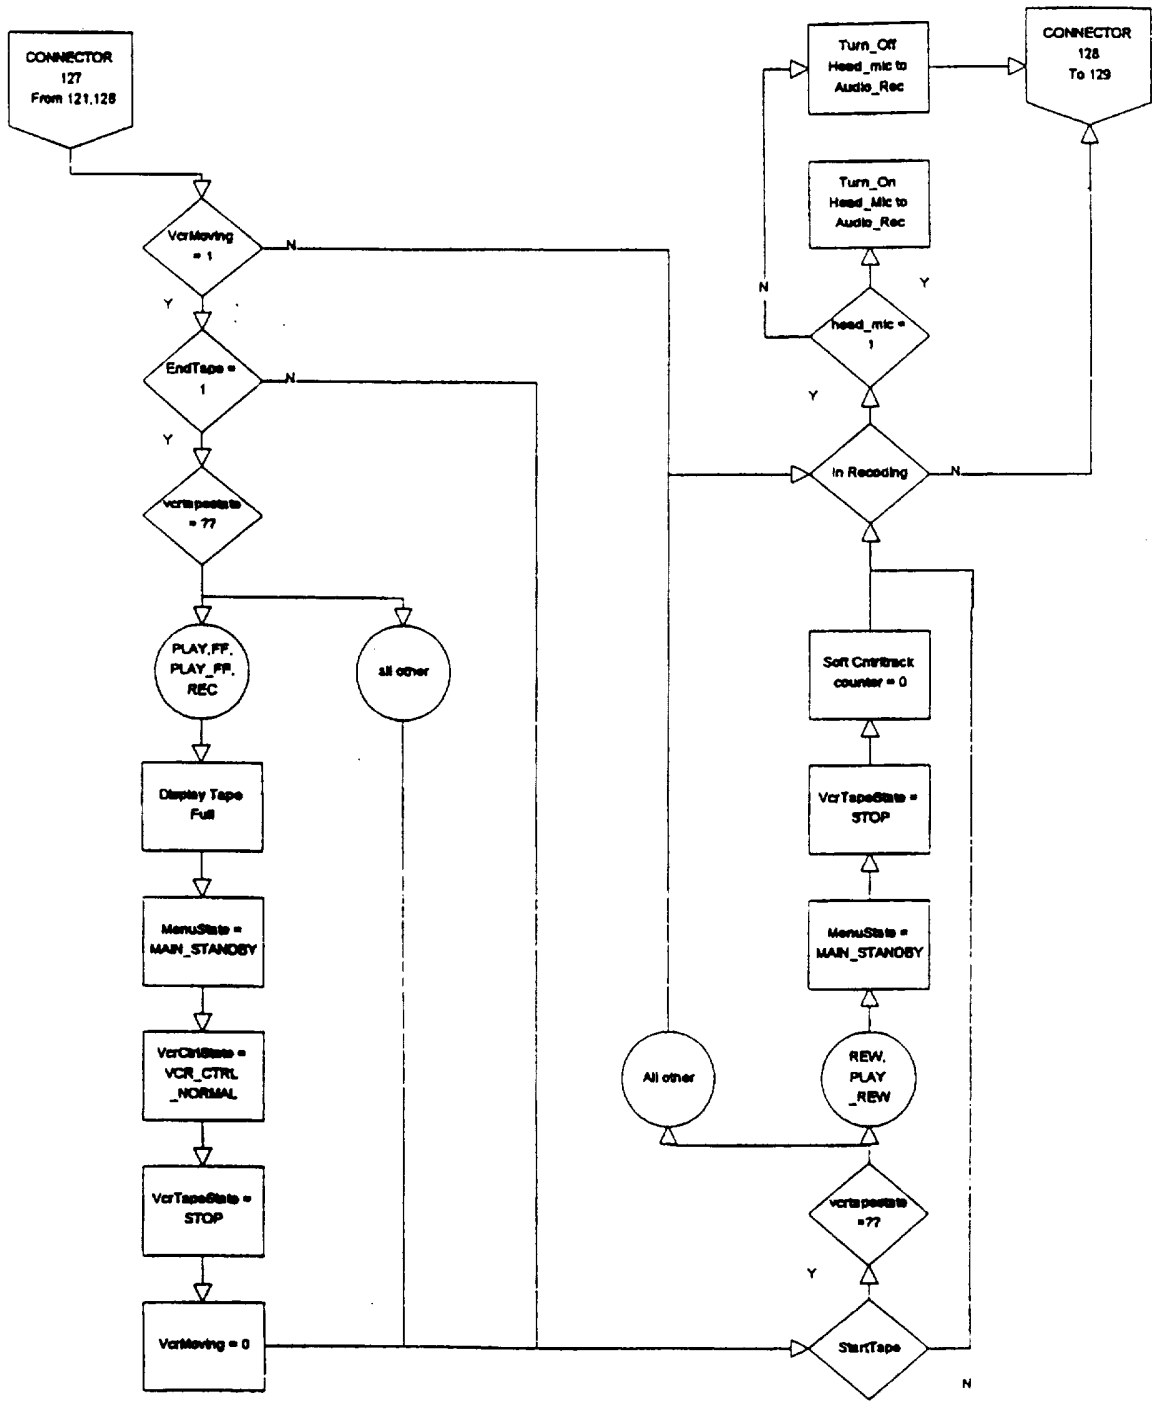 CONNECTOR
127
From 121,128
VcrMoving
= 1
N
Y
EndTape =
1
N
Y
vcrtapestate
= ??
PLAY,FF,
PLAY_FF,
REC
all other
Display Tape
Full
MenuState =
MAIN_STANDBY
VcrCtrlState =
VCR_CTRL
_NORMAL
VcrTapeState =
STOP
VcrMoving = 0
Turn_Off
Head_mic to
Audio_Rec
CONNECTOR
128
To 129
Turn_On
Head_Mic to
Audio_Rec
N
Y
head_mic =
1
Y
In Recoding
N
Soft Cntrltrack
counter = 0
VcrTapeState =
STOP
MenuState =
MAIN_STANDBY
All other
REW,
PLAY
_REW
vcrtapestate
=??
Y
StartTape
N